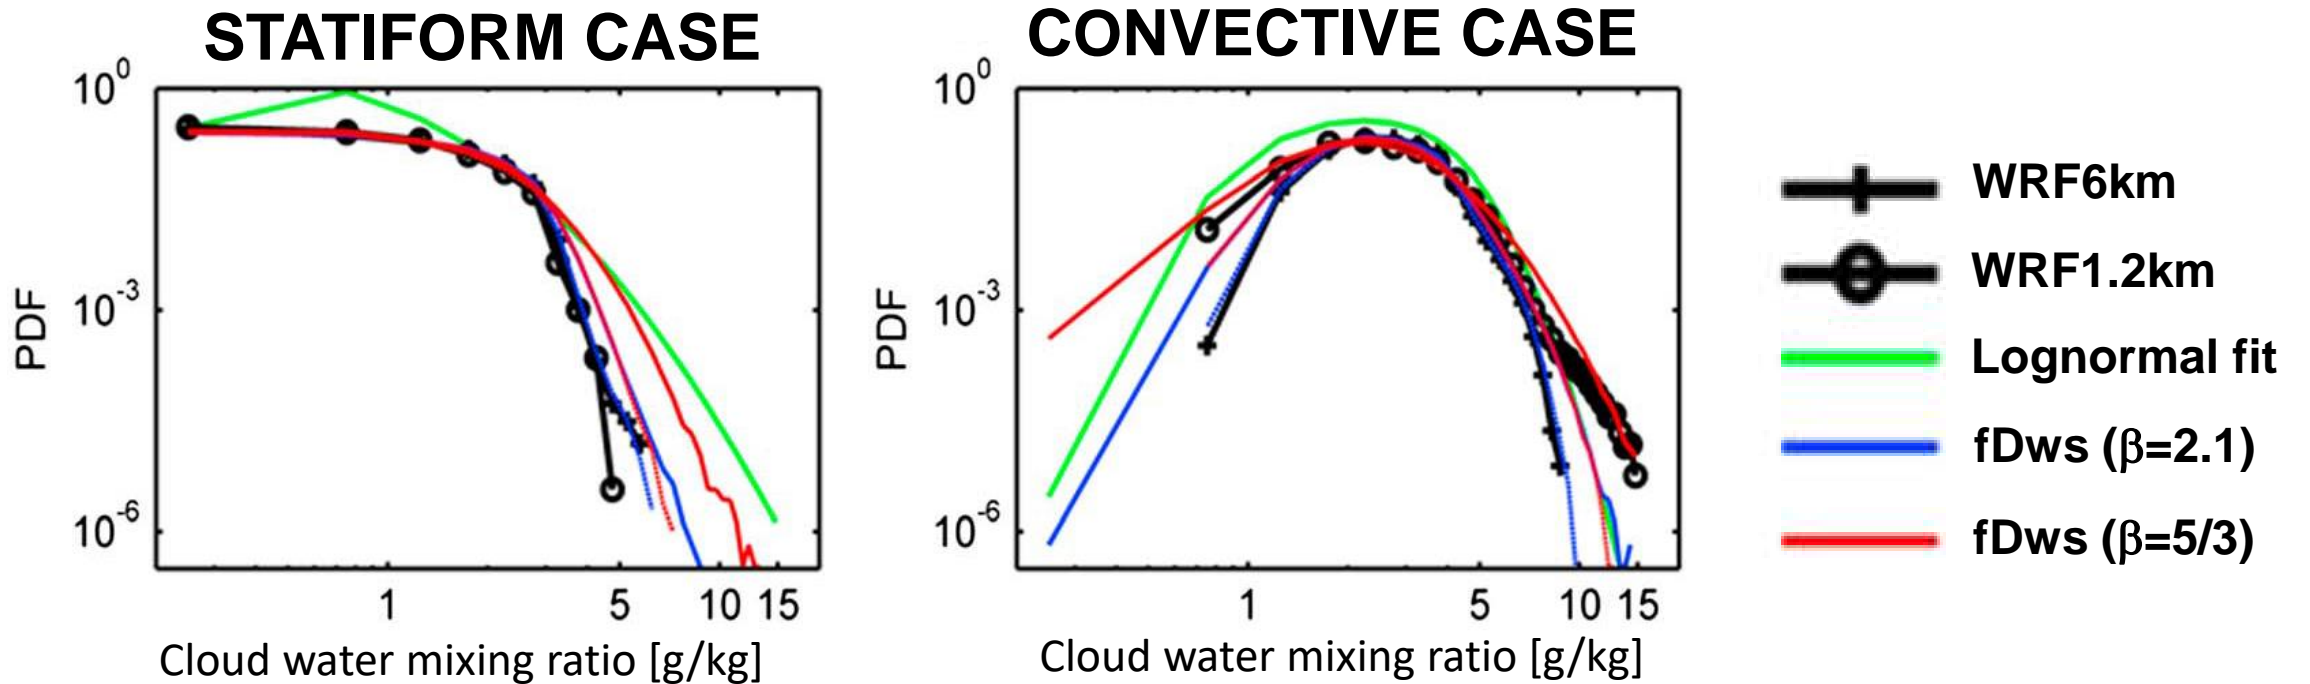 STATIFORM CASE
10^0
10^-3
10^-6
PDF
1 5 10 15
Cloud water mixing ratio [g/kg]
CONVECTIVE CASE
10^0
10^-3
10^-6
PDF
1 5 10 15
Cloud water mixing ratio [g/kg]
WRF6km
WRF1.2km
Lognormal fit
fDws (β=2.1)
fDws (β=5/3)